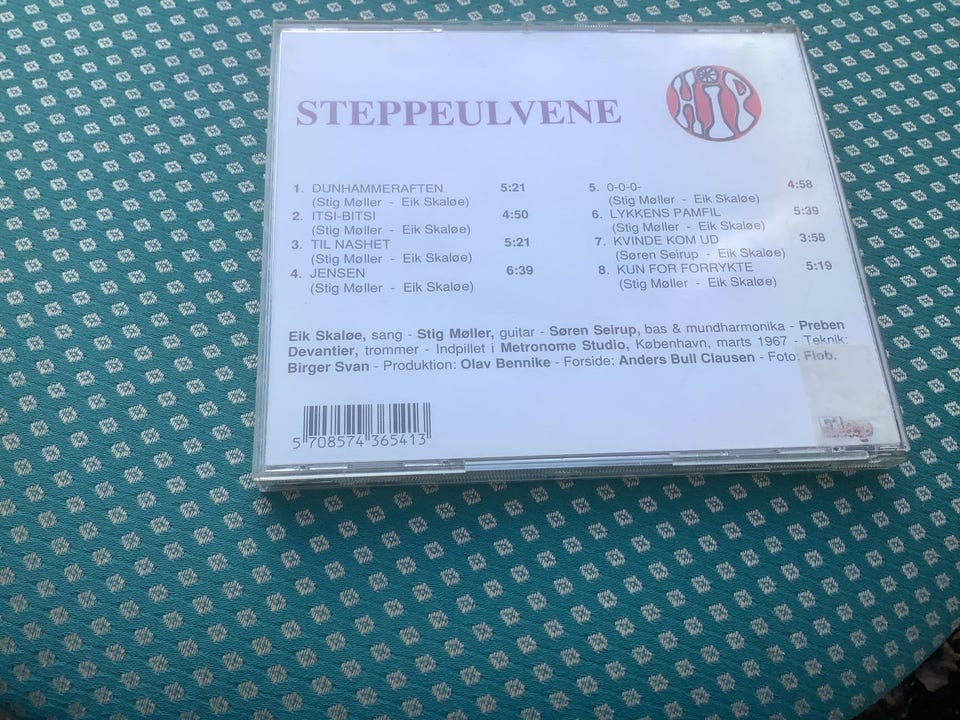 STEPPEULVENE
HIP
1. DUNHAMMERAFTEN 5:21
(Stig Møller - Eik Skaløe)
2. ITSI-BITSI 4:50
(Stig Møller - Eik Skaløe)
3. TIL NASHET 5:21
(Stig Møller - Eik Skaløe)
4. JENSEN 6:39
(Stig Møller - Eik Skaløe)
5. 0-0-0- 4:58
(Stig Møller - Eik Skaløe)
6. LYKKENS PAMFIL 5:39
(Stig Møller - Eik Skaløe)
7. KVINDE KOM UD 3:58
(Søren Seirup - Eik Skaløe)
8. KUN FOR FORRYKTE 5:19
(Stig Møller - Eik Skaløe)
Eik Skaløe, sang - Stig Møller, guitar - Søren Seirup, bas & mundharmonika - Preben
Devantier, trommer - Indpillet i Metronome Studio, København, marts 1967 - Teknik:
Birger Svan - Produktion: Olav Bennike - Forside: Anders Bull Clausen - Foto: Flob.
5 708574 365413